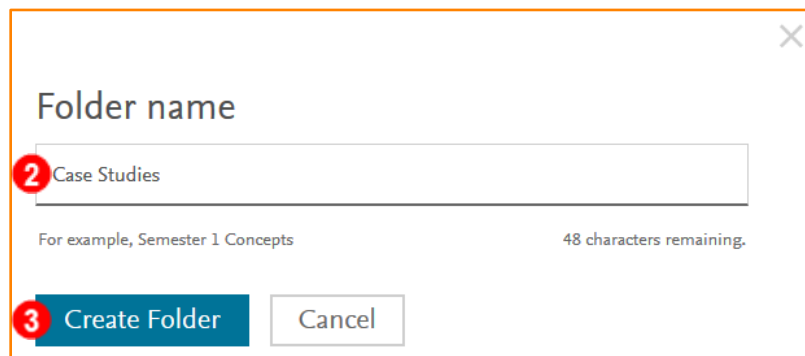 Folder name
2 Case Studies
For example, Semester 1 Concepts 48 characters remaining.
3 Create Folder Cancel